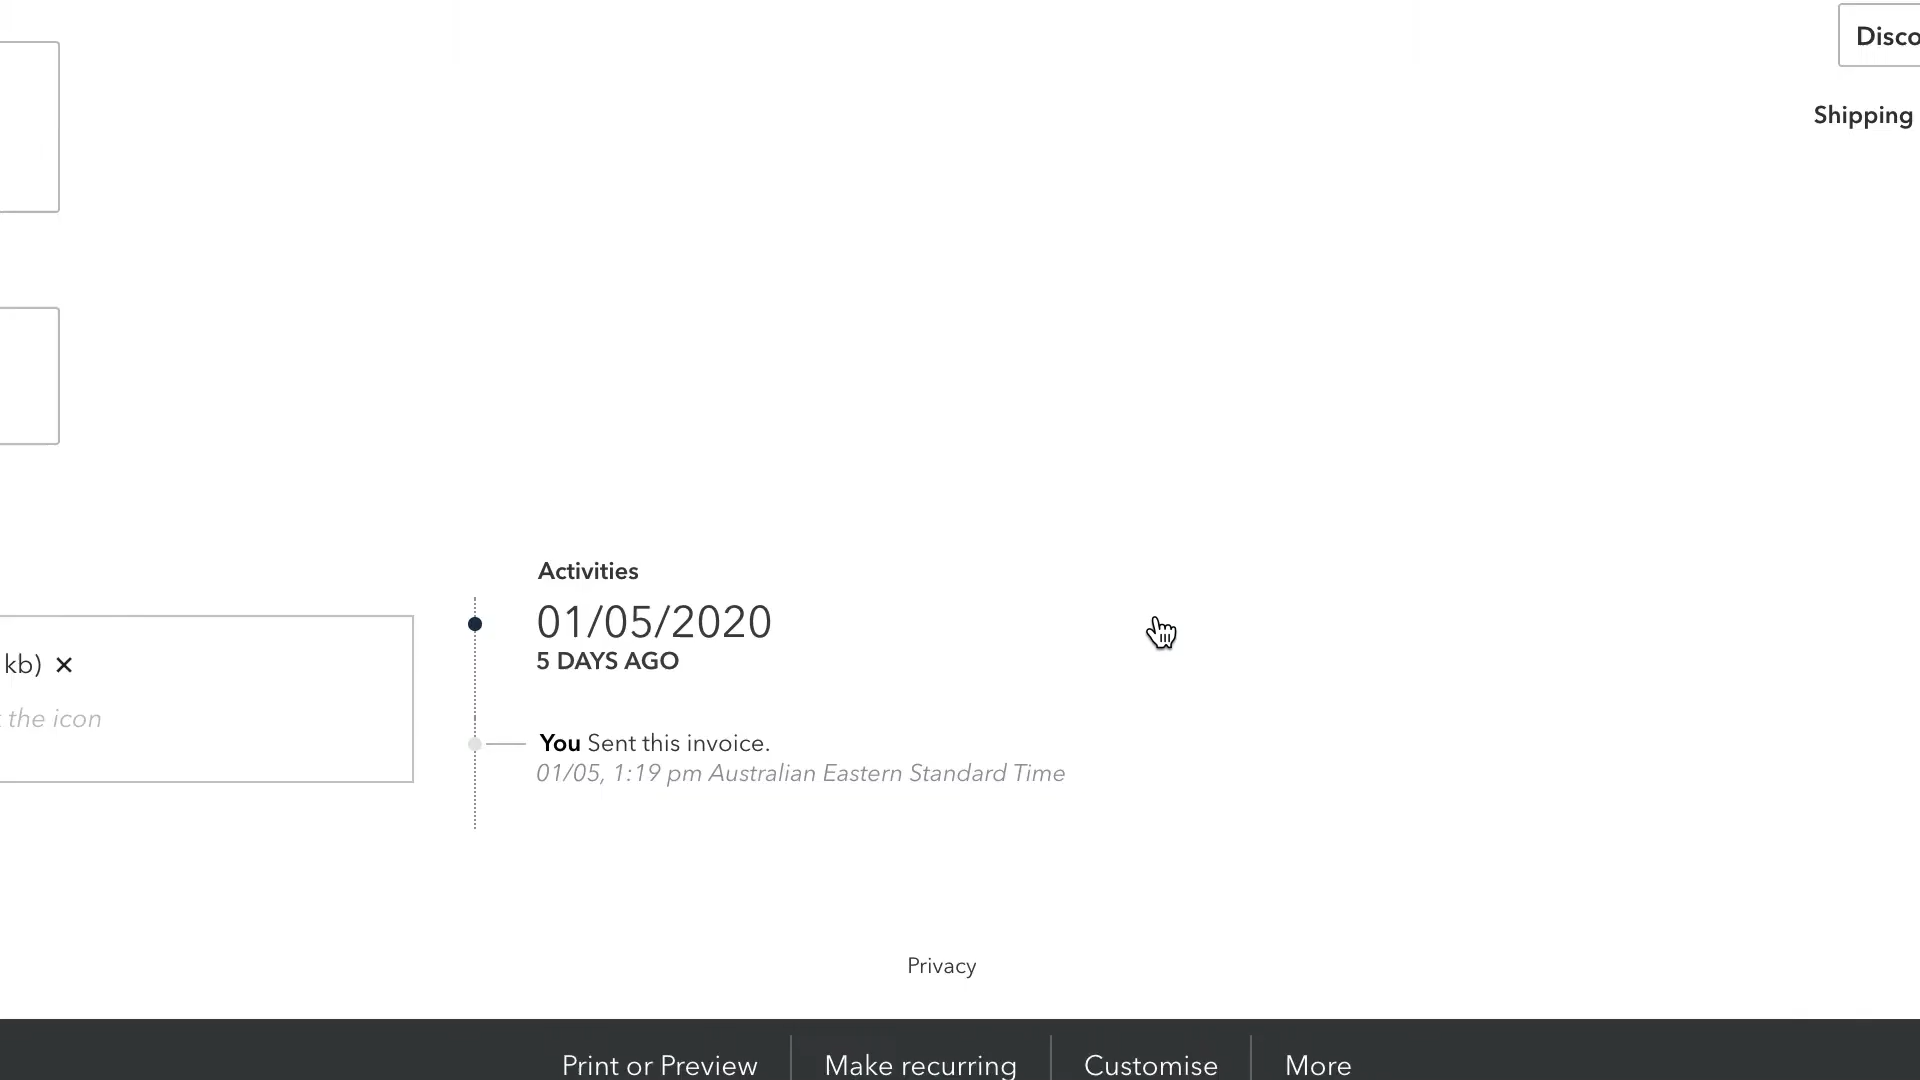 Disco
Shipping
Activities
01/05/2020
5 DAYS AGO
kb) ✕
the icon
You Sent this invoice.
01/05, 1:19 pm Australian Eastern Standard Time
Privacy
Print or Preview
Make recurring
Customise
More